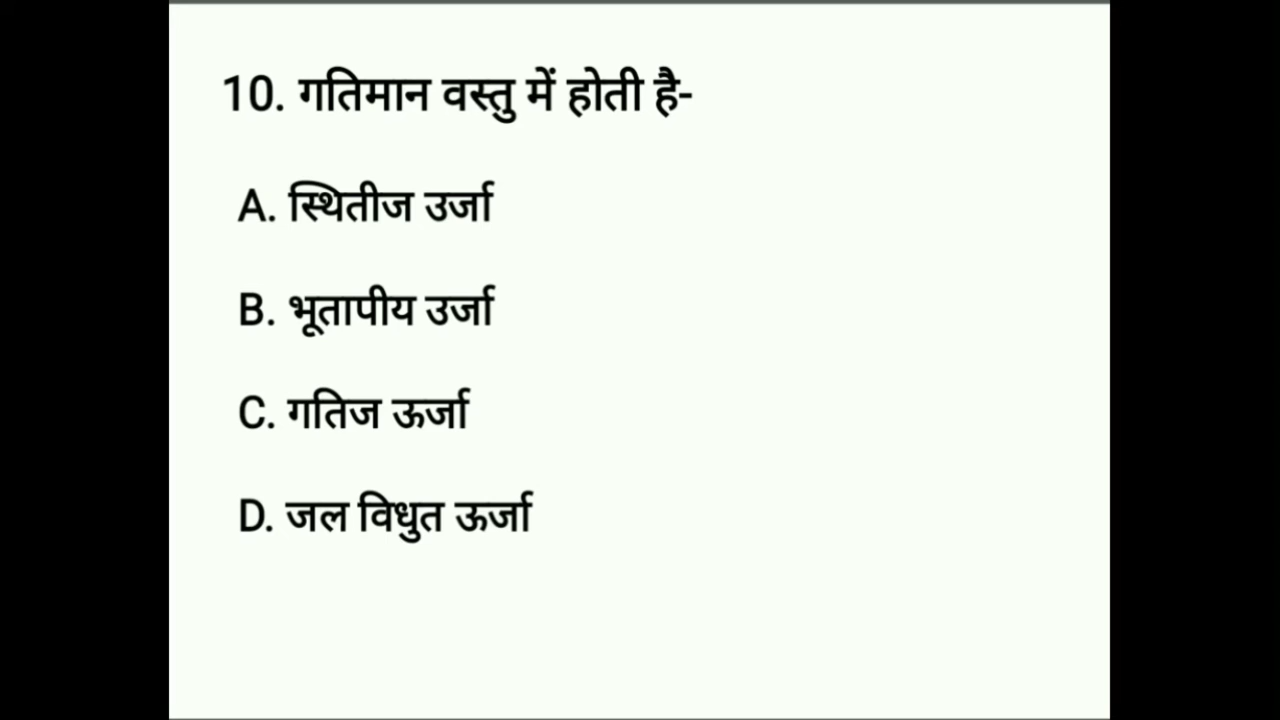 10. गतिमान वस्तु में होती है-
A. स्थितीज उर्जा
B. भूतापीय उर्जा
C. गतिज ऊर्जा
D. जल विधुत ऊर्जा